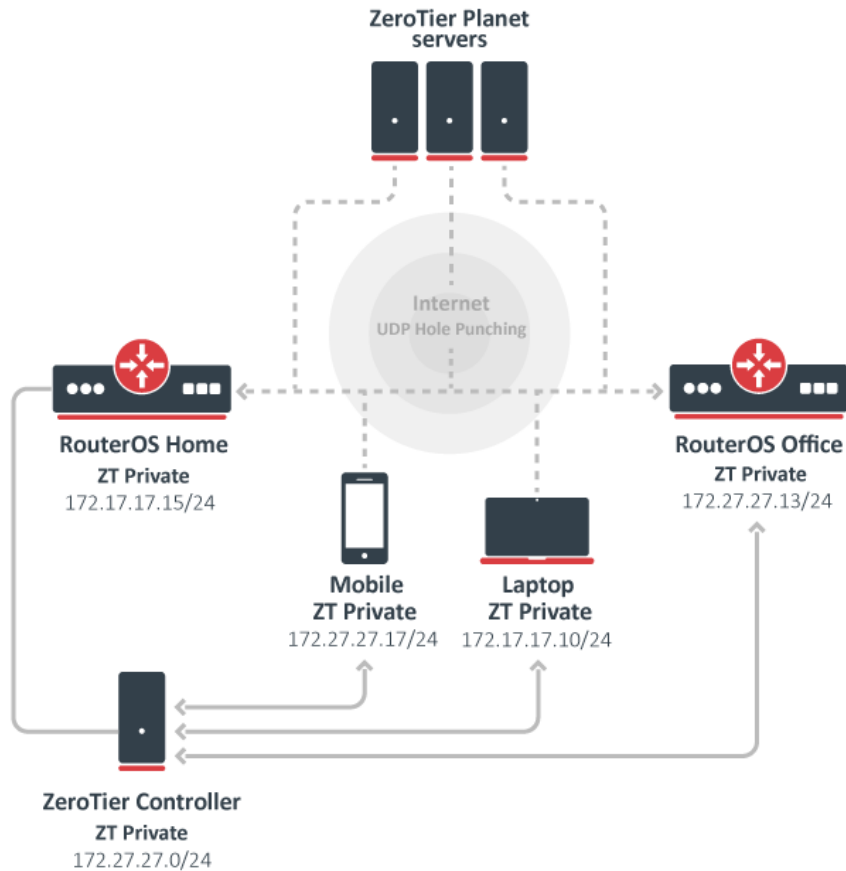 ZeroTier Planet
servers
Internet
UDP Hole Punching
RouterOS Home
ZT Private
172.17.17.15/24
RouterOS Office
ZT Private
172.27.27.13/24
Mobile
ZT Private
172.27.27.17/24
Laptop
ZT Private
172.17.17.10/24
ZeroTier Controller
ZT Private
172.27.27.0/24